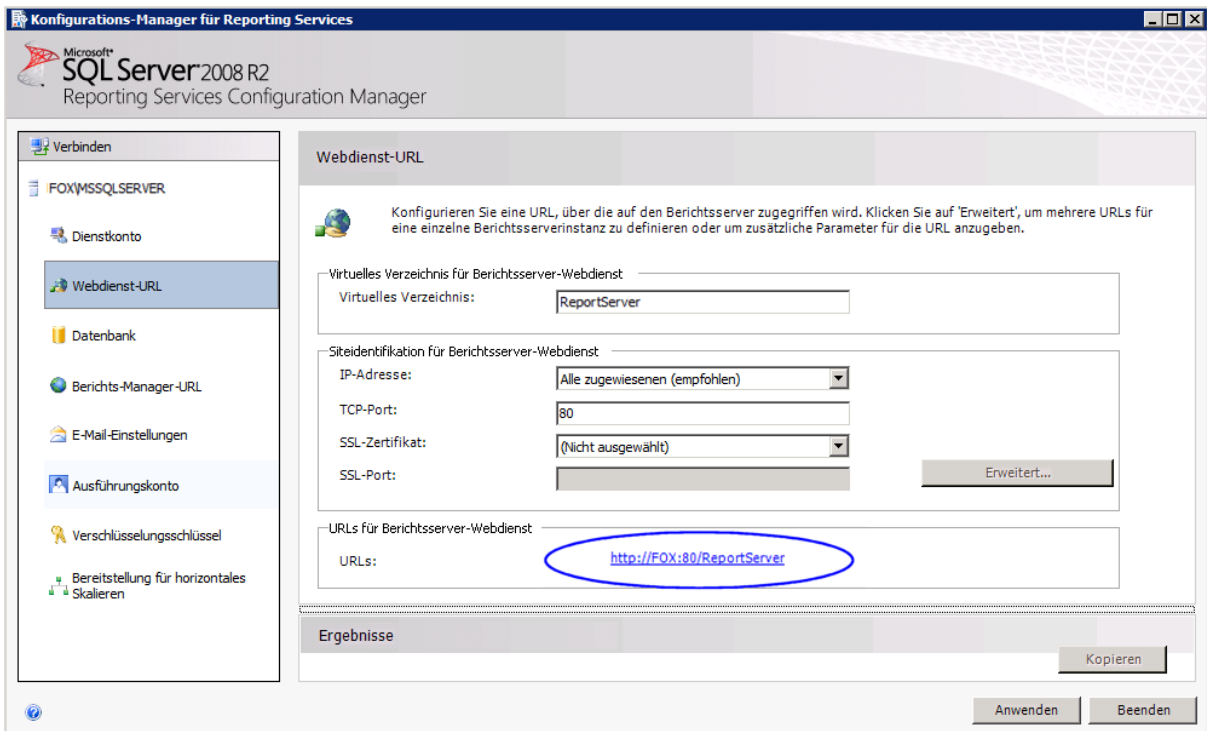 Konfigurations-Manager für Reporting Services
Microsoft
SQL Server 2008 R2
Reporting Services Configuration Manager
Verbinden
FOX\MSSQLSERVER
Dienstkonto
Webdienst-URL
Datenbank
Berichts-Manager-URL
E-Mail-Einstellungen
Ausführungskonto
Verschlüsselungsschlüssel
Bereitstellung für horizontales
Skalieren
Webdienst-URL
Konfigurieren Sie eine URL, über die auf den Berichtsserver zugegriffen wird. Klicken Sie auf 'Erweitert', um mehrere URLs für
eine einzelne Berichtsserverinstanz zu definieren oder um zusätzliche Parameter für die URL anzugeben.
Virtuelles Verzeichnis für Berichtsserver-Webdienst
Virtuelles Verzeichnis: ReportServer
Siteidentifikation für Berichtsserver-Webdienst
IP-Adresse: Alle zugewiesenen (empfohlen)
TCP-Port: 80
SSL-Zertifikat: (Nicht ausgewählt)
SSL-Port:
Erweitert...
URLs für Berichtsserver-Webdienst
URLs: http://FOX:80/ReportServer
Ergebnisse
Kopieren
Anwenden Beenden